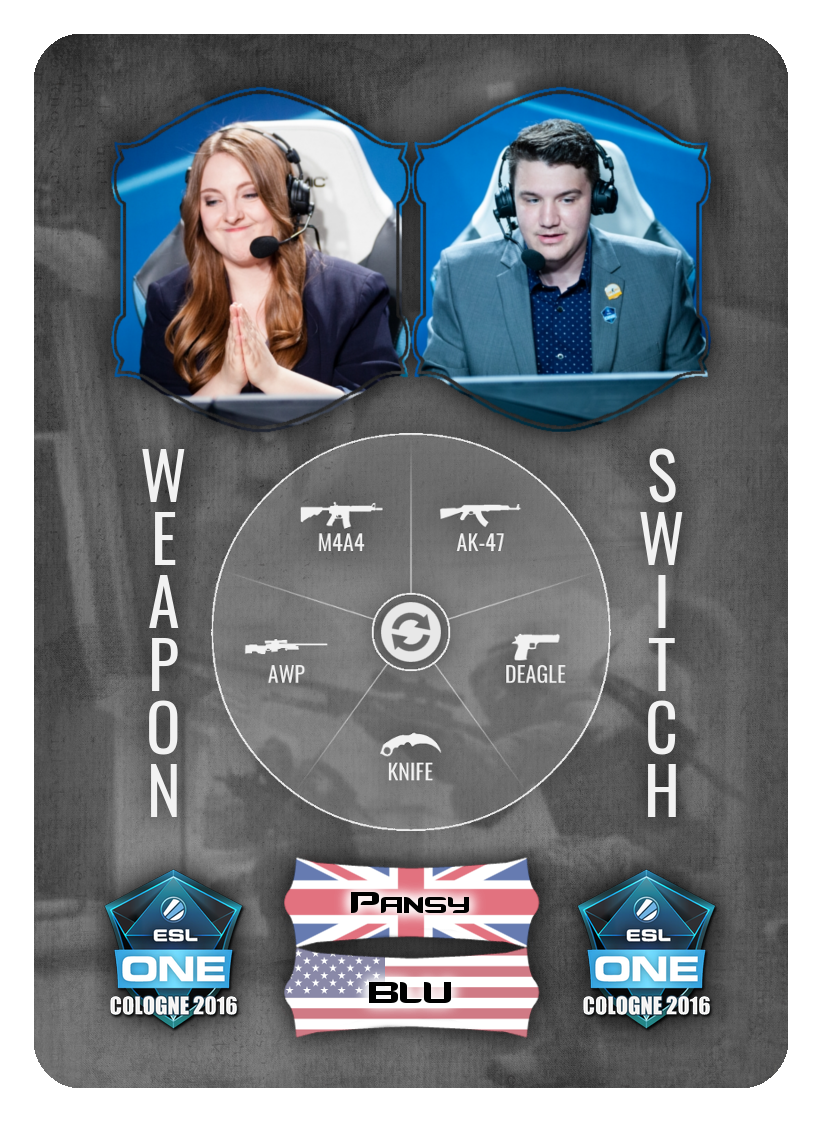 WEAPON
SWITCH
M4A4
AK-47
AWP
DEAGLE
KNIFE
PANSY
BLU
ESL
ONE
COLOGNE 2016
ESL
ONE
COLOGNE 2016